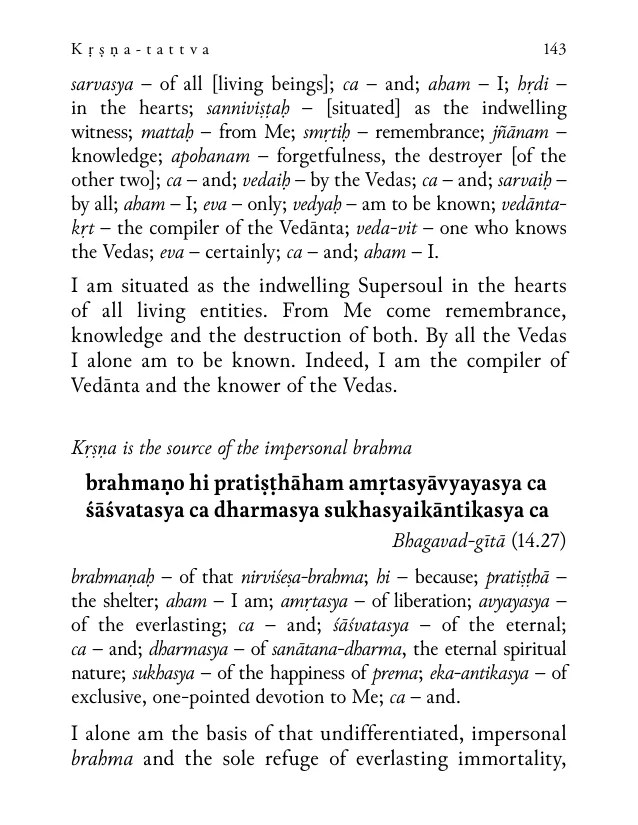 Kṛṣṇa-tattva 143
sarvasya – of all [living beings]; ca – and; aham – I; hṛdi –
in the hearts; sanniviṣṭaḥ – [situated] as the indwelling
witness; mattaḥ – from Me; smṛtiḥ – remembrance; jñānam –
knowledge; apohanam – forgetfulness, the destroyer [of the
other two]; ca – and; vedaiḥ – by the Vedas; ca – and; sarvaiḥ –
by all; aham – I; eva – only; vedyaḥ – am to be known; vedānta-
kṛt – the compiler of the Vedānta; veda-vit – one who knows
the Vedas; eva – certainly; ca – and; aham – I.
I am situated as the indwelling Supersoul in the hearts
of all living entities. From Me come remembrance,
knowledge and the destruction of both. By all the Vedas
I alone am to be known. Indeed, I am the compiler of
Vedānta and the knower of the Vedas.
Kṛṣṇa is the source of the impersonal brahma
brahmaṇo hi pratiṣṭhāham amṛtasyāvyayasya ca
śāśvatasya ca dharmasya sukhasyaikāntikasya ca
Bhagavad-gītā (14.27)
brahmaṇaḥ – of that nirviśeṣa-brahma; hi – because; pratiṣṭhā –
the shelter; aham – I am; amṛtasya – of liberation; avyayasya –
of the everlasting; ca – and; śāśvatasya – of the eternal;
ca – and; dharmasya – of sanātana-dharma, the eternal spiritual
nature; sukhasya – of the happiness of prema; eka-antikasya – of
exclusive, one-pointed devotion to Me; ca – and.
I alone am the basis of that undifferentiated, impersonal
brahma and the sole refuge of everlasting immortality,